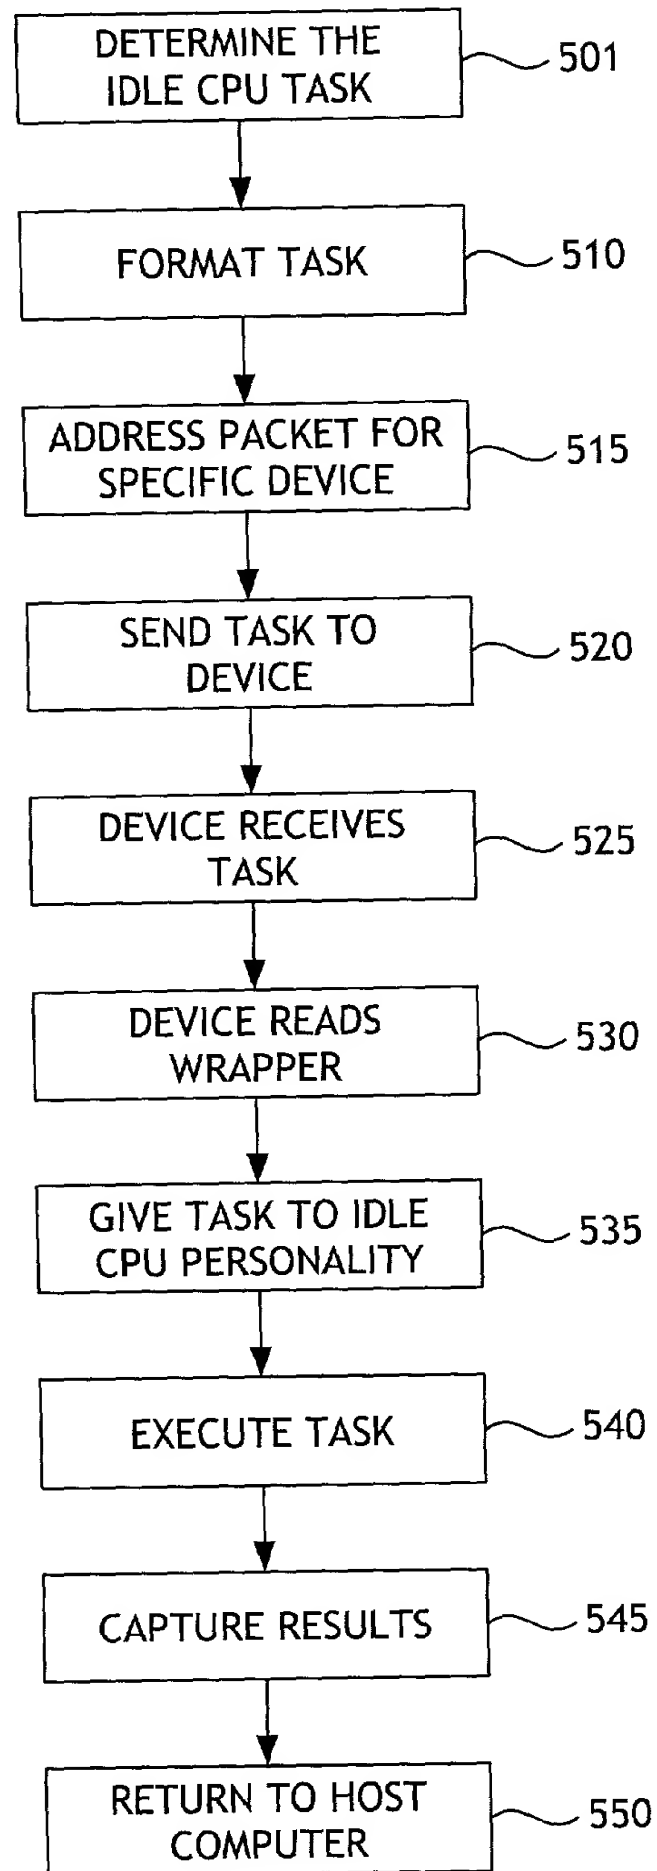 DETERMINE THE
IDLE CPU TASK
501
FORMAT TASK
510
ADDRESS PACKET FOR
SPECIFIC DEVICE
515
SEND TASK TO
DEVICE
520
DEVICE RECEIVES
TASK
525
DEVICE READS
WRAPPER
530
GIVE TASK TO IDLE
CPU PERSONALITY
535
EXECUTE TASK
540
CAPTURE RESULTS
545
RETURN TO HOST
COMPUTER
550